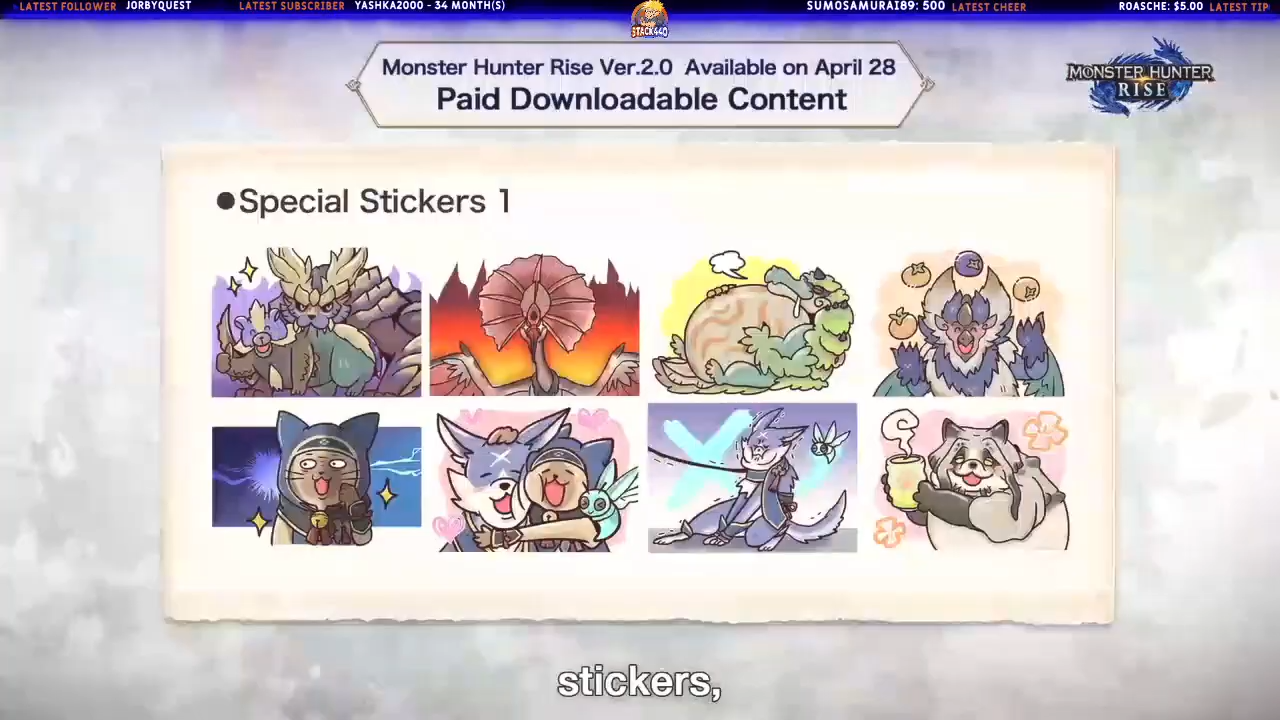 LATEST FOLLOWER JORBYQUEST LATEST SUBSCRIBER YASHKA2000 - 34 MONTH(S) SUMOSAMURAI89: 500 LATEST CHEER ROASCHE: $5.00 LATEST TIP
STACK440
Monster Hunter Rise Ver.2.0 Available on April 28
Paid Downloadable Content
MONSTER HUNTER
RISE
●Special Stickers 1
stickers,